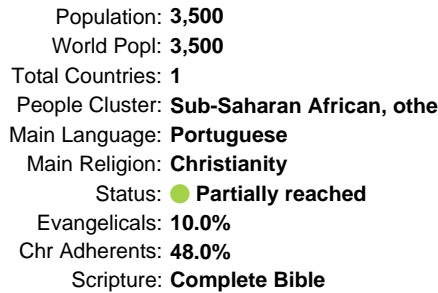 Population: 3,500
World Popl: 3,500
Total Countries: 1
People Cluster: Sub-Saharan African, othe
Main Language: Portuguese
Main Religion: Christianity
Status: Partially reached
Evangelicals: 10.0%
Chr Adherents: 48.0%
Scripture: Complete Bible